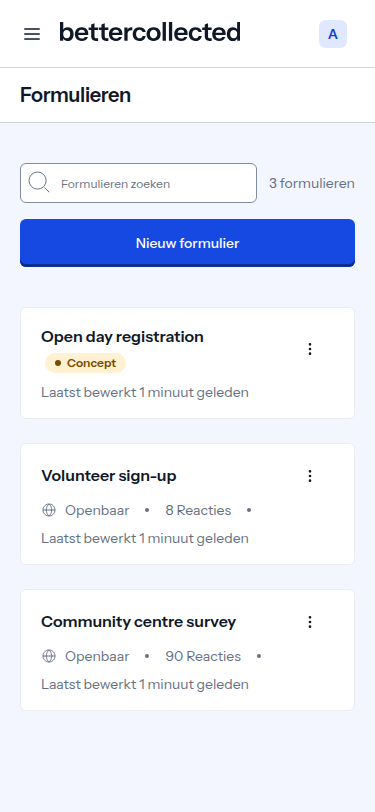 bettercollected
A
Formulieren
Formulieren zoeken
3 formulieren
Nieuw formulier
Open day registration
Concept
Laatst bewerkt 1 minuut geleden
Volunteer sign-up
Openbaar • 8 Reacties •
Laatst bewerkt 1 minuut geleden
Community centre survey
Openbaar • 90 Reacties •
Laatst bewerkt 1 minuut geleden